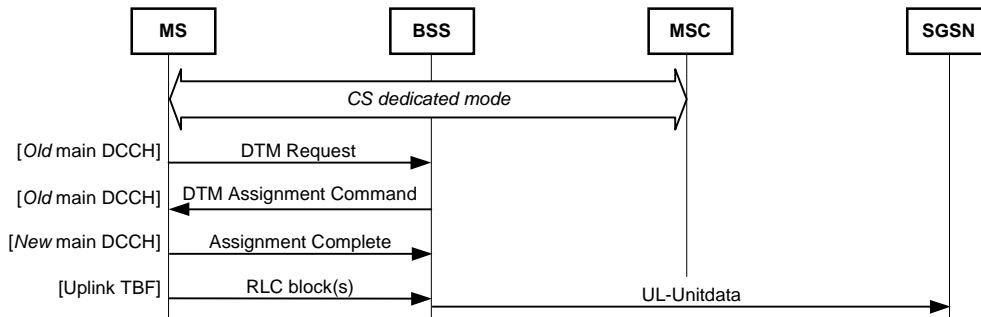 MS BSS MSC SGSN
CS dedicated mode
[Old main DCCH] DTM Request
[Old main DCCH] DTM Assignment Command
[New main DCCH] Assignment Complete
[Uplink TBF] RLC block(s) UL-Unitdata